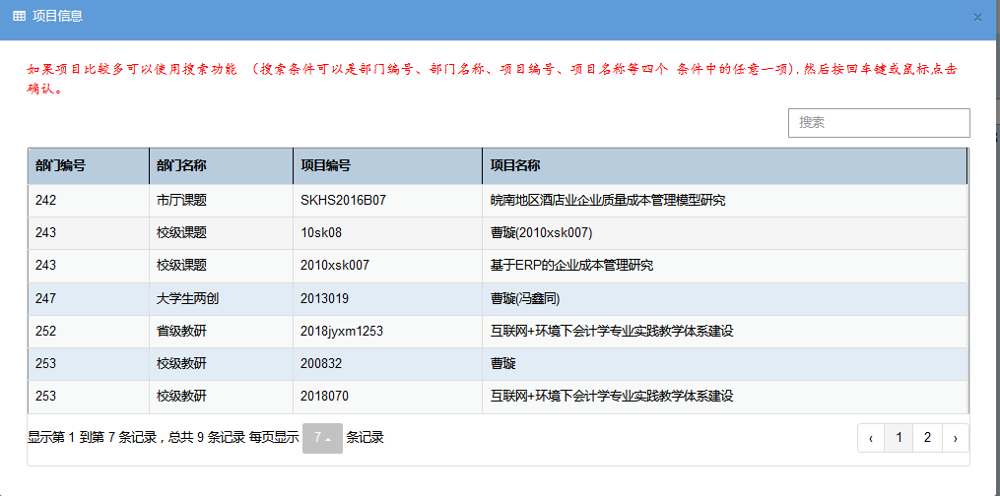 项目信息 ×
如果项目比较多可以使用搜索功能 (搜索条件可以是部门编号、部门名称、项目编号、项目名称等四个 条件中的任意一项).然后按回车键或鼠标点击
确认。
搜索
部门编号 部门名称 项目编号 项目名称
242 市厅课题 SKHS2016B07 皖南地区酒店业企业质量成本管理模型研究
243 校级课题 10sk08 曹璇(2010xsk007)
243 校级课题 2010xsk007 基于ERP的企业成本管理研究
247 大学生两创 2013019 曹璇(冯鑫同)
252 省级教研 2018jyxm1253 互联网+环境下会计学专业实践教学体系建设
253 校级教研 200832 曹璇
253 校级教研 2018070 互联网+环境下会计学专业实践教学体系建设
显示第 1 到第 7 条记录，总共 9 条记录 每页显示 7 条记录 ‹ 1 2 ›